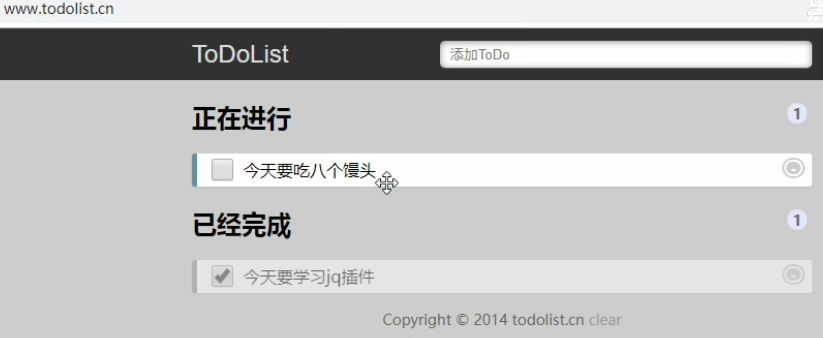 www.todolist.cn
ToDoList 添加ToDo
正在进行 1
今天要吃八个馒头
已经完成 1
今天要学习jq插件
Copyright © 2014 todolist.cn clear